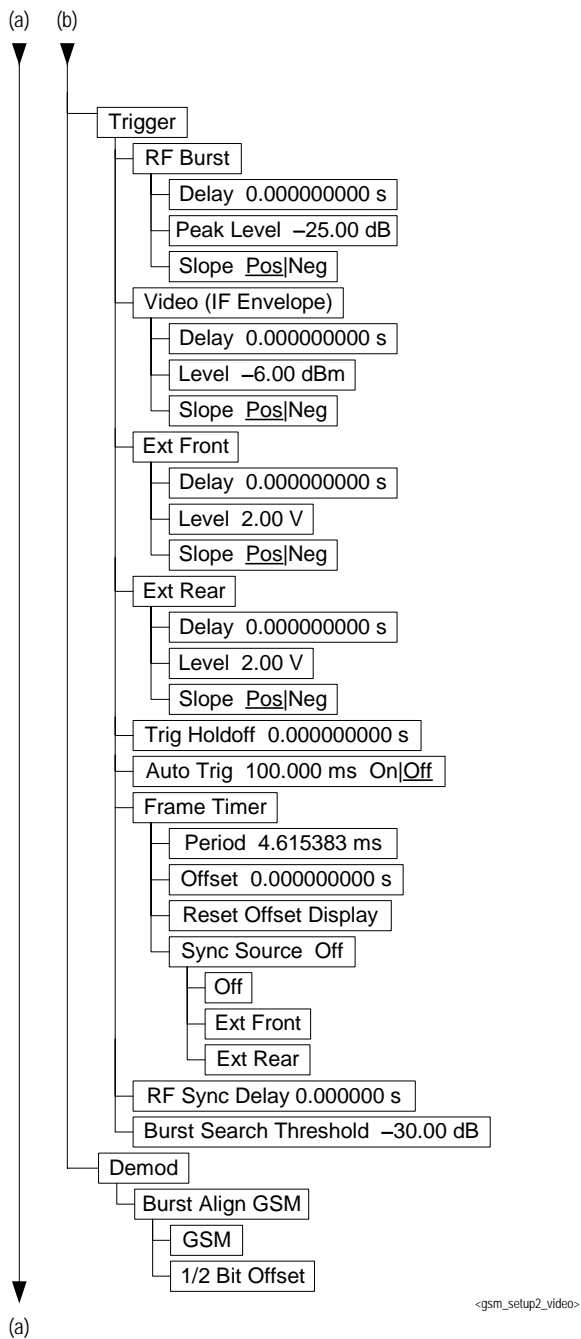 (a) (b)
Trigger
RF Burst
Delay 0.000000000 s
Peak Level –25.00 dB
Slope Pos|Neg
Video (IF Envelope)
Delay 0.000000000 s
Level –6.00 dBm
Slope Pos|Neg
Ext Front
Delay 0.000000000 s
Level 2.00 V
Slope Pos|Neg
Ext Rear
Delay 0.000000000 s
Level 2.00 V
Slope Pos|Neg
Trig Holdoff 0.000000000 s
Auto Trig 100.000 ms On|Off
Frame Timer
Period 4.615383 ms
Offset 0.000000000 s
Reset Offset Display
Sync Source Off
Off
Ext Front
Ext Rear
RF Sync Delay 0.000000 s
Burst Search Threshold –30.00 dB
Demod
Burst Align GSM
GSM
1/2 Bit Offset
<gsm_setup2_video>
(a)